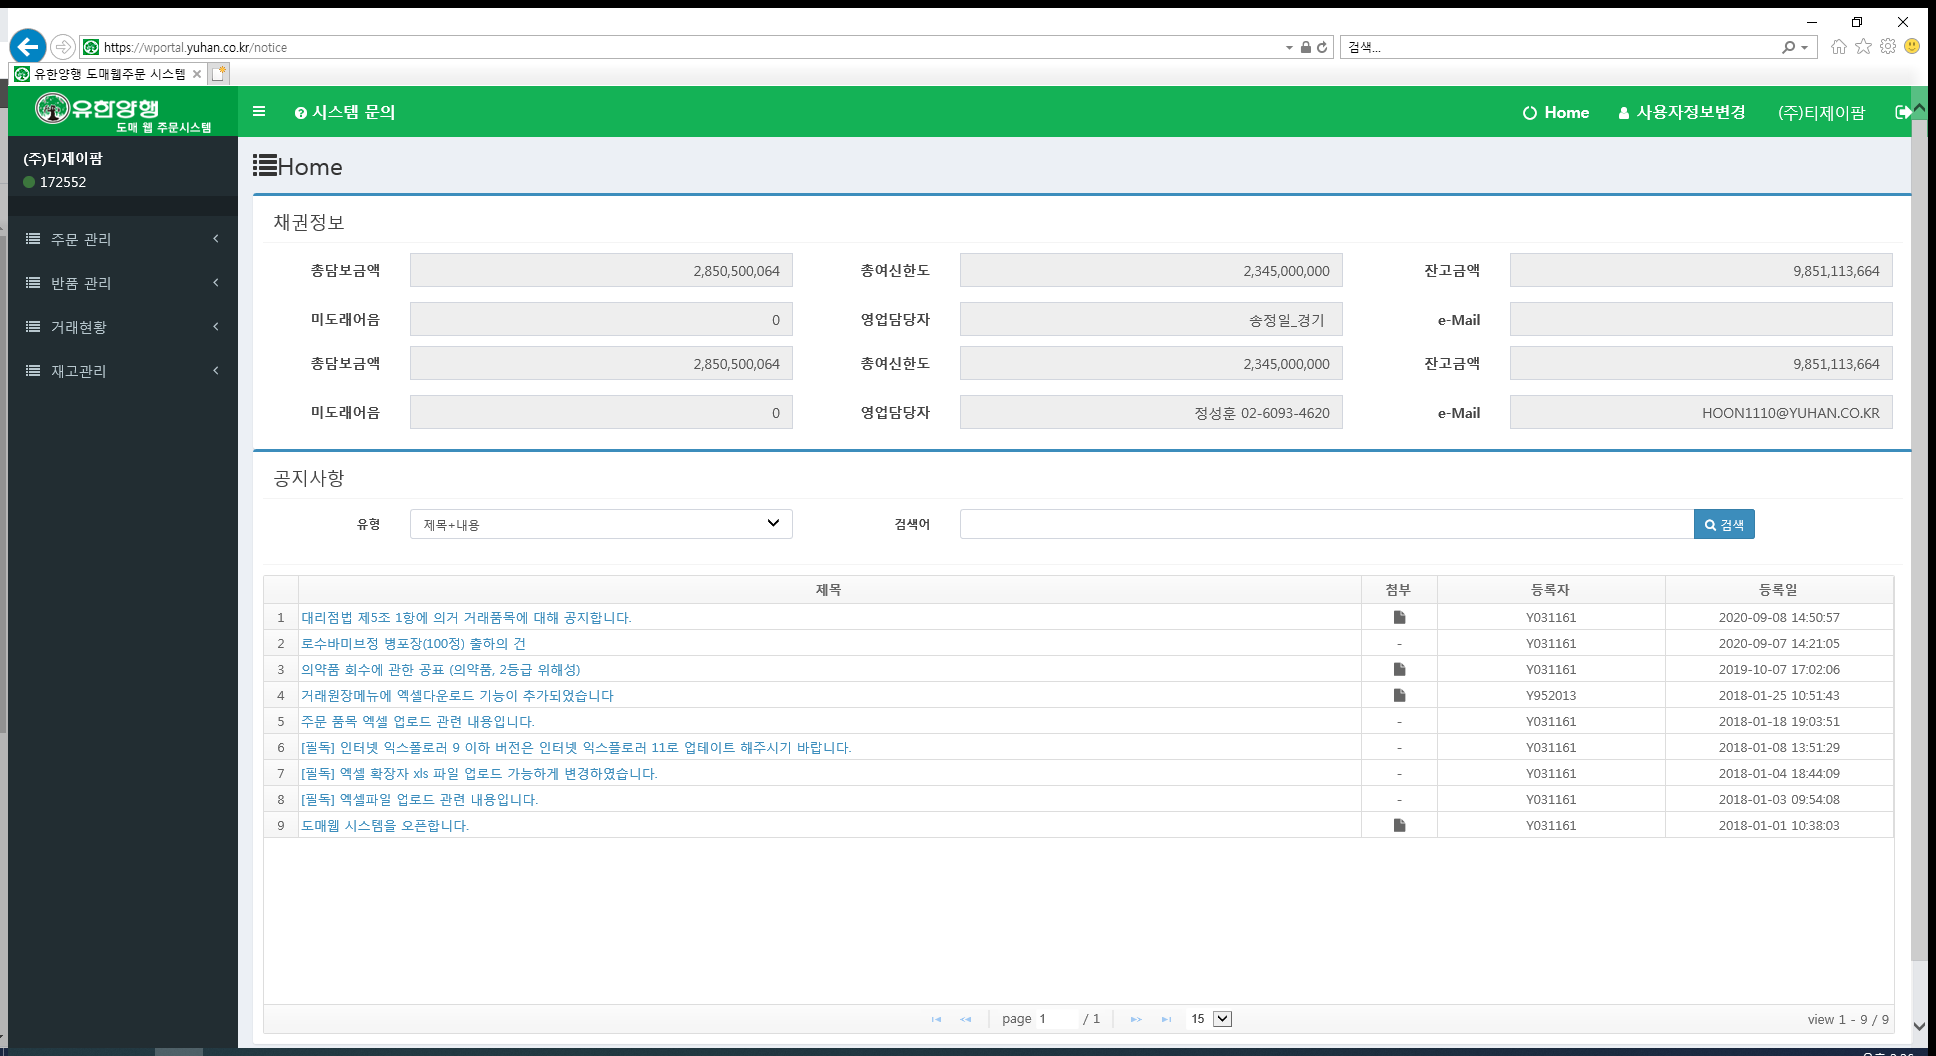 https://wportal.yuhan.co.kr/notice
검색...
유한양행 도매웹주문 시스템
유한양행
도매 웹 주문시스템
시스템 문의
Home
사용자정보변경
(주)티제이팜
(주)티제이팜
172552
주문 관리
반품 관리
거래현황
재고관리
Home
채권정보
총담보금액 2,850,500,064 총여신한도 2,345,000,000 잔고금액 9,851,113,664
미도래어음 0 영업담당자 송정일_경기 e-Mail
총담보금액 2,850,500,064 총여신한도 2,345,000,000 잔고금액 9,851,113,664
미도래어음 0 영업담당자 정성훈 02-6093-4620 e-Mail HOON1110@YUHAN.CO.KR
공지사항
유형 제목+내용 검색어 검색
제목 첨부 등록자 등록일
1 대리점법 제5조 1항에 의거 거래품목에 대해 공지합니다. Y031161 2020-09-08 14:50:57
2 로수바미브정 병포장(100정) 출하의 건 - Y031161 2020-09-07 14:21:05
3 의약품 회수에 관한 공표 (의약품, 2등급 위해성) Y031161 2019-10-07 17:02:06
4 거래원장메뉴에 엑셀다운로드 기능이 추가되었습니다 Y952013 2018-01-25 10:51:43
5 주문 품목 엑셀 업로드 관련 내용입니다. - Y031161 2018-01-18 19:03:51
6 [필독] 인터넷 익스폴로러 9 이하 버전은 인터넷 익스플로러 11로 업테이트 해주시기 바랍니다. - Y031161 2018-01-08 13:51:29
7 [필독] 엑셀 확장자 xls 파일 업로드 가능하게 변경하였습니다. - Y031161 2018-01-04 18:44:09
8 [필독] 엑셀파일 업로드 관련 내용입니다. - Y031161 2018-01-03 09:54:08
9 도매웹 시스템을 오픈합니다. Y031161 2018-01-01 10:38:03
page 1 / 1 15 view 1 - 9 / 9